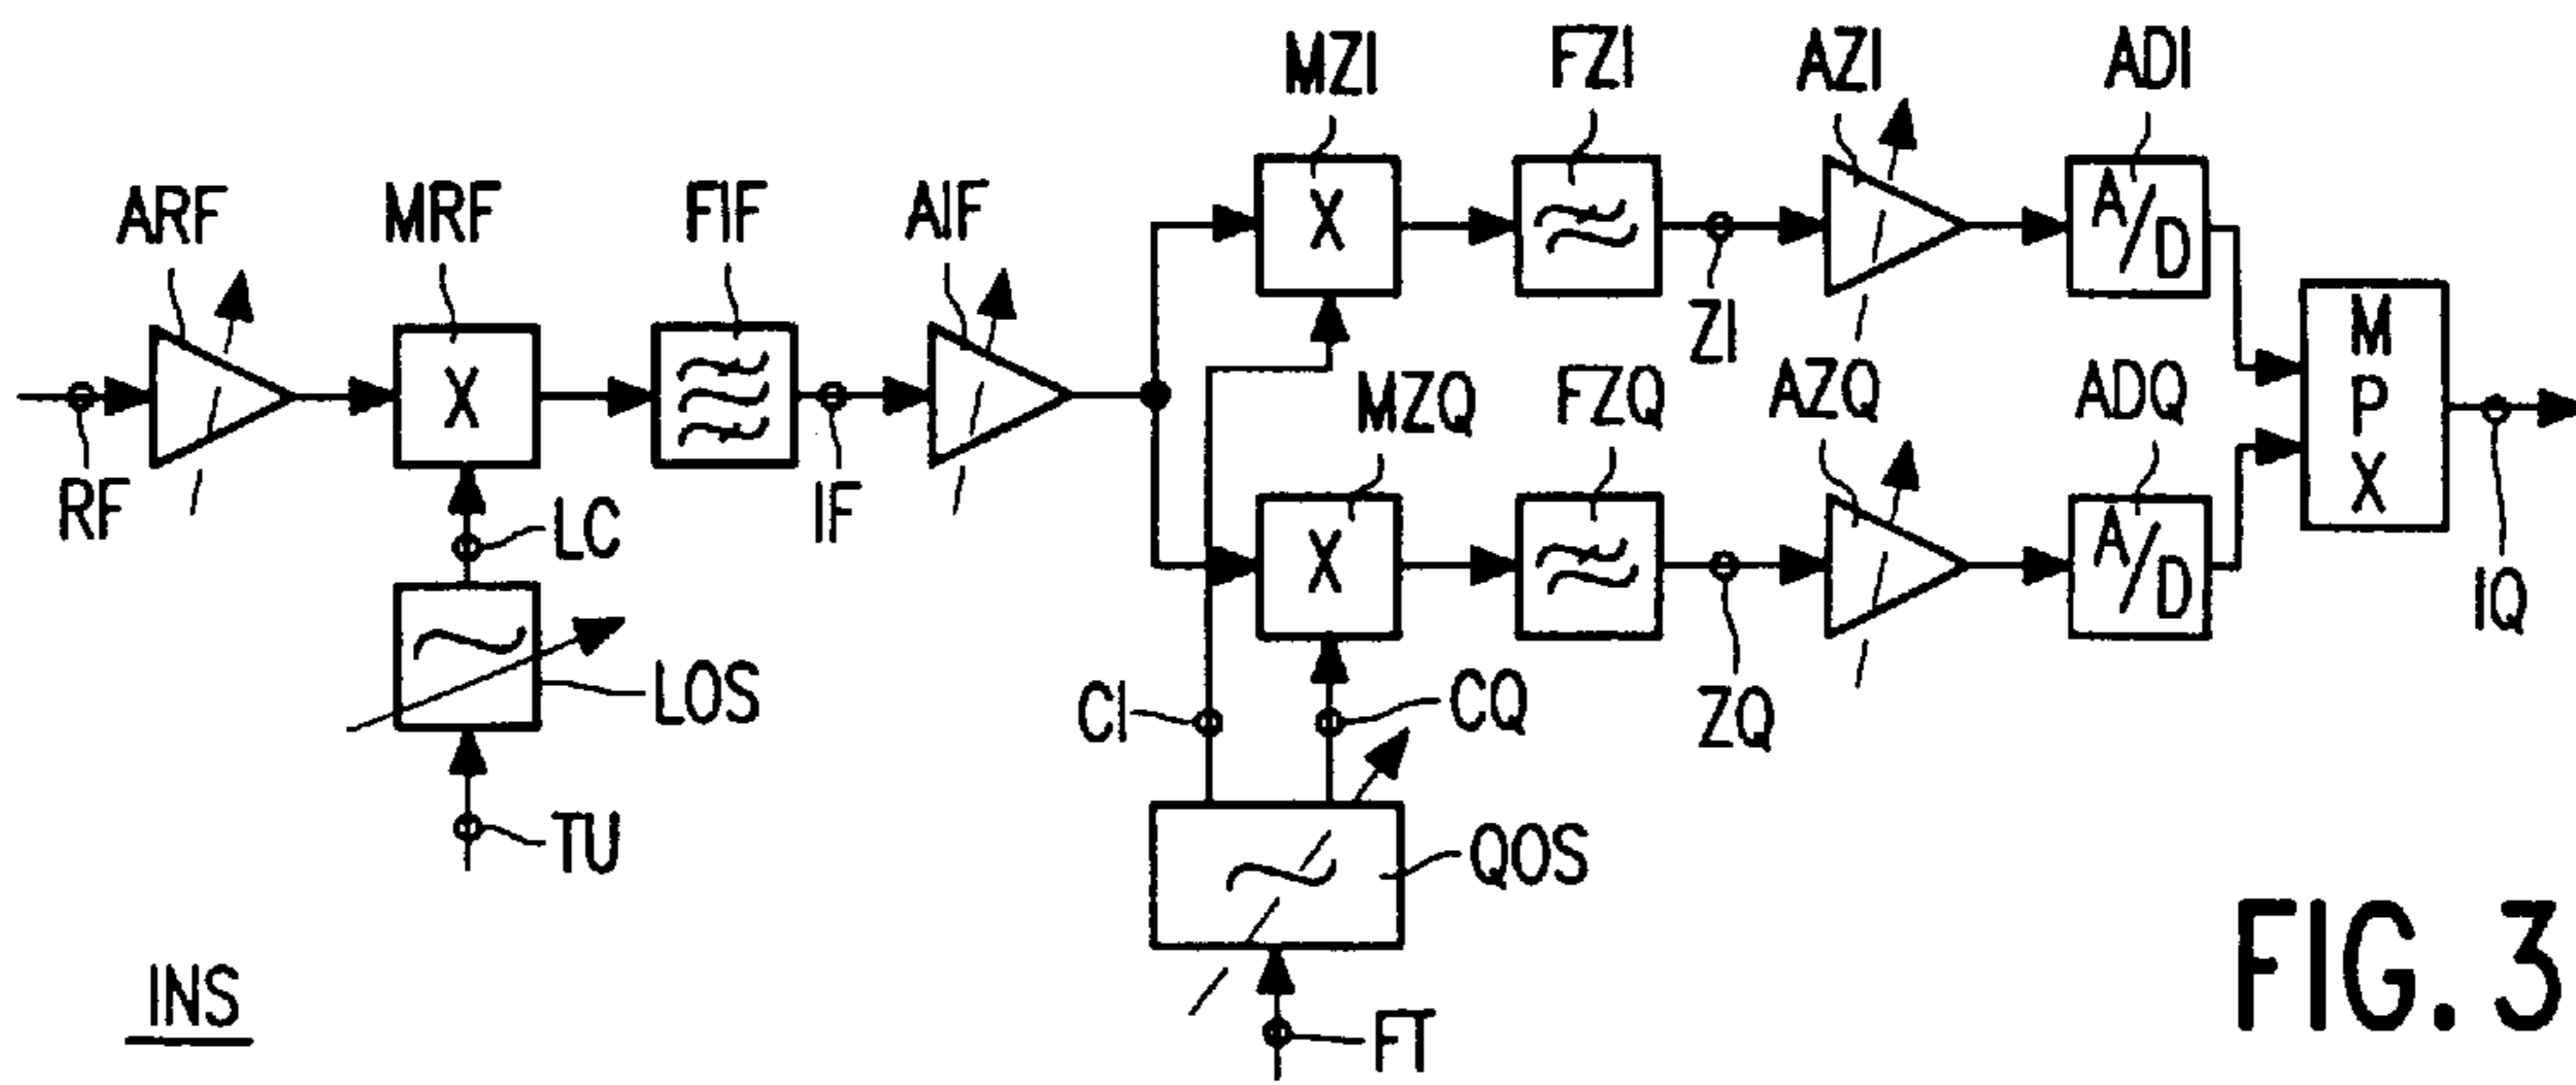 MZI FZI AZI ADI
ARF MRF FIF AIF
X A/D
ZI
M
P
X
RF X IF
MZQ FZQ AZQ ADQ
LC
X A/D
IQ
LOS CI CQ ZQ
TU QOS
INS
FT
FIG. 3